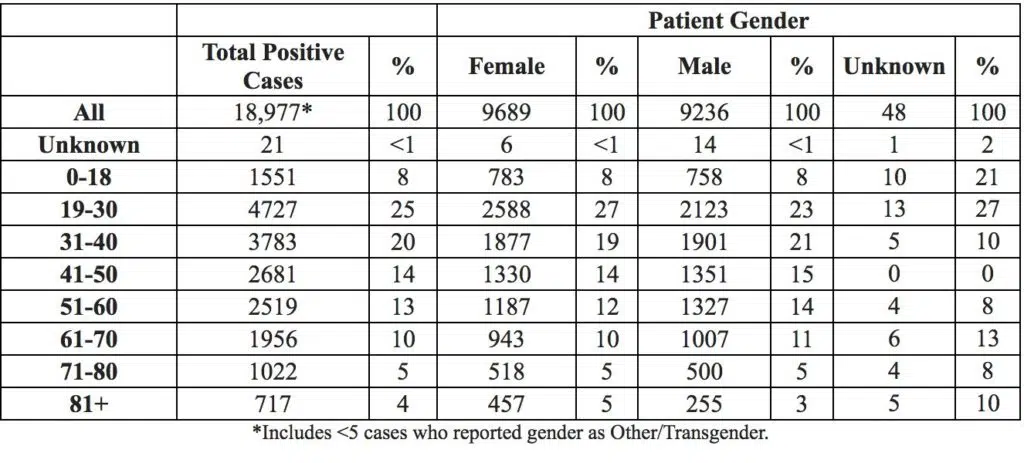 Patient Gender
Total Positive Cases % Female % Male % Unknown %
All 18,977* 100 9689 100 9236 100 48 100
Unknown 21 <1 6 <1 14 <1 1 2
0-18 1551 8 783 8 758 8 10 21
19-30 4727 25 2588 27 2123 23 13 27
31-40 3783 20 1877 19 1901 21 5 10
41-50 2681 14 1330 14 1351 15 0 0
51-60 2519 13 1187 12 1327 14 4 8
61-70 1956 10 943 10 1007 11 6 13
71-80 1022 5 518 5 500 5 4 8
81+ 717 4 457 5 255 3 5 10
*Includes <5 cases who reported gender as Other/Transgender.